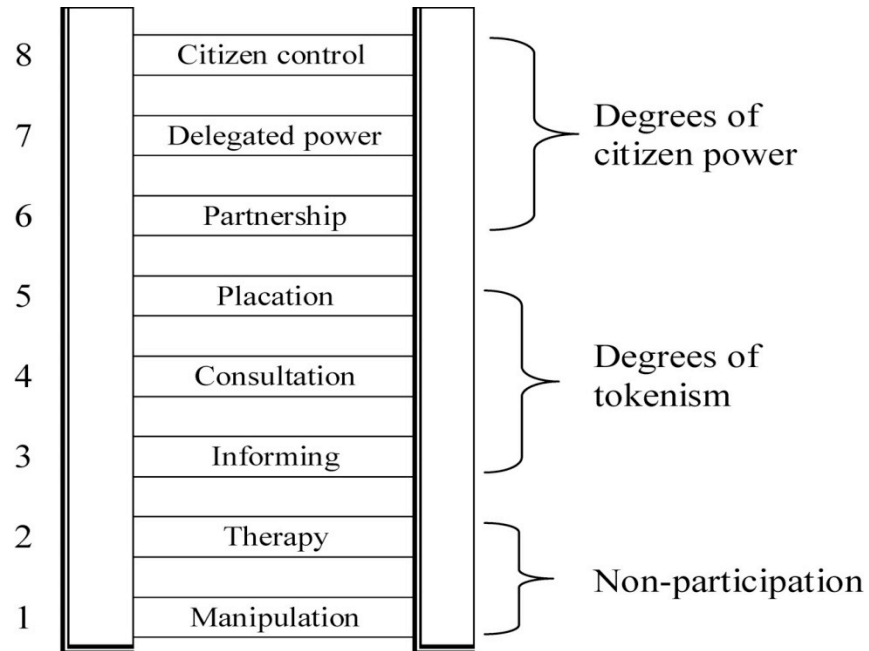 8 Citizen control
7 Delegated power
Degrees of
citizen power
6 Partnership
5 Placation
4 Consultation
Degrees of
tokenism
3 Informing
2 Therapy
Non-participation
1 Manipulation